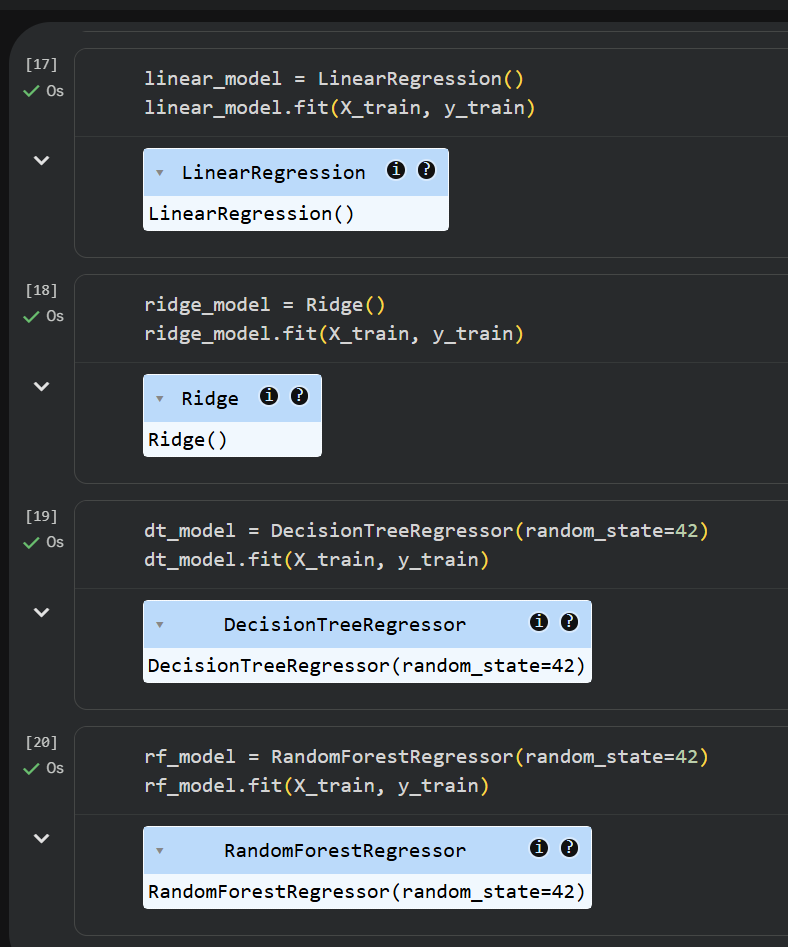 [17]
0s
linear_model = LinearRegression()
linear_model.fit(X_train, y_train)
LinearRegression i ?
LinearRegression()
[18]
0s
ridge_model = Ridge()
ridge_model.fit(X_train, y_train)
Ridge i ?
Ridge()
[19]
0s
dt_model = DecisionTreeRegressor(random_state=42)
dt_model.fit(X_train, y_train)
DecisionTreeRegressor i ?
DecisionTreeRegressor(random_state=42)
[20]
0s
rf_model = RandomForestRegressor(random_state=42)
rf_model.fit(X_train, y_train)
RandomForestRegressor i ?
RandomForestRegressor(random_state=42)